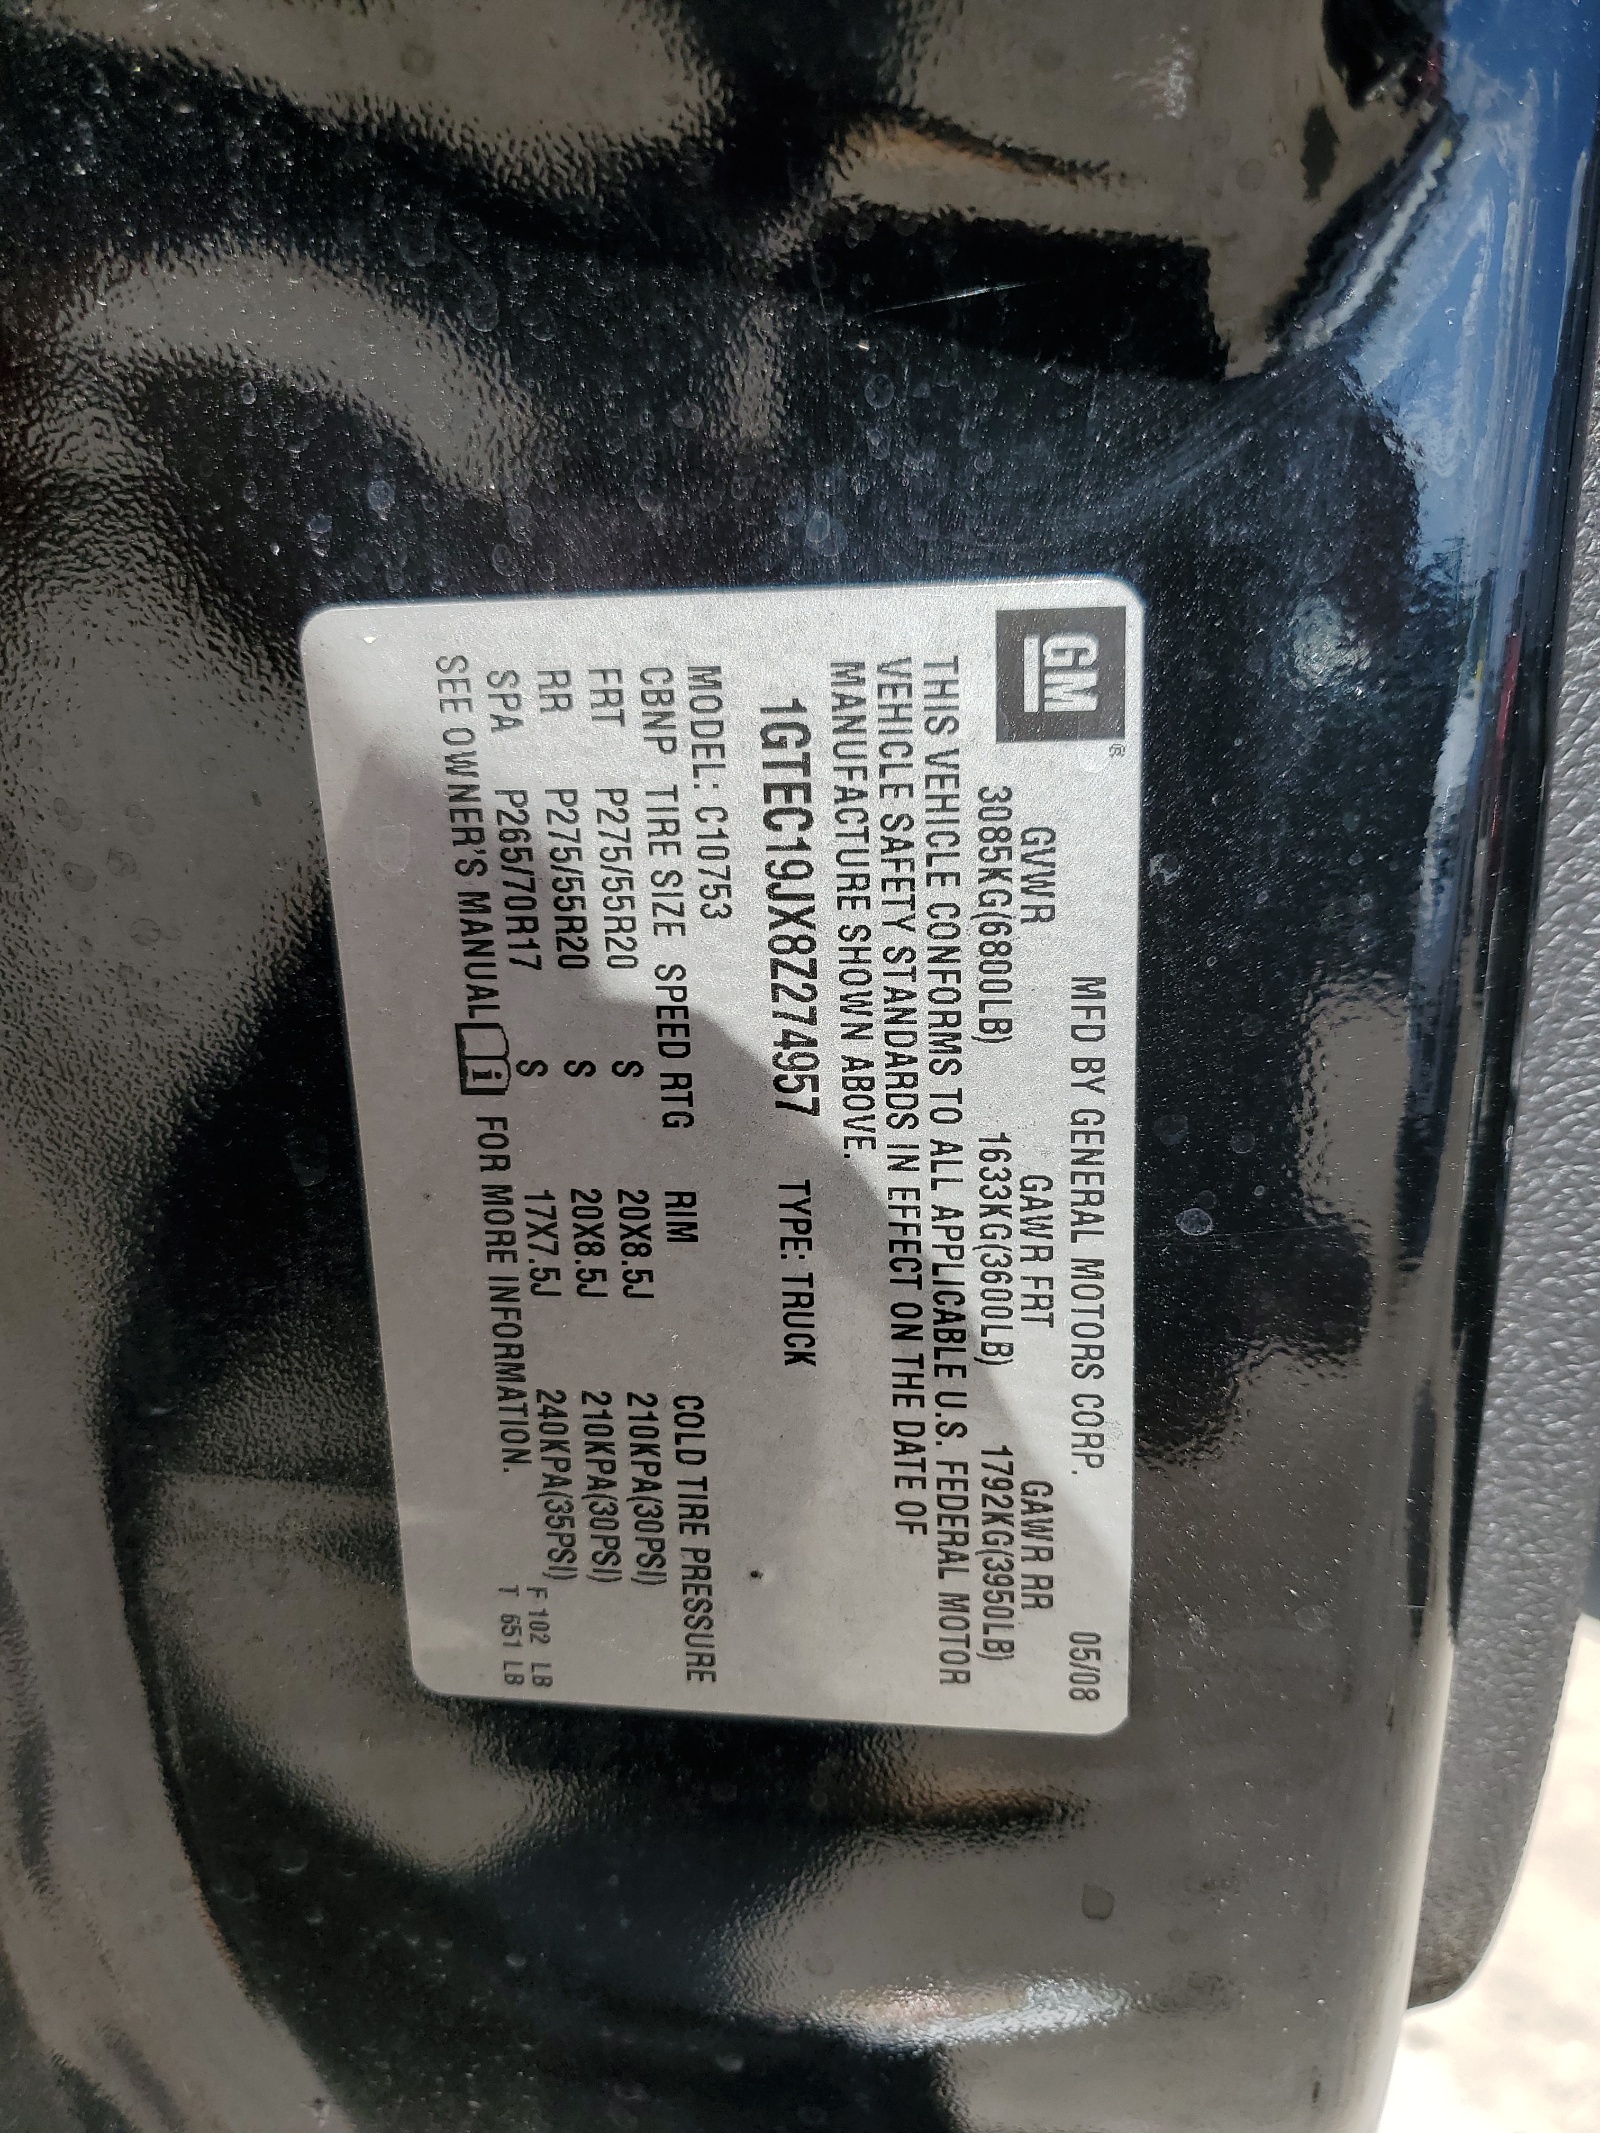 GM®
MFD BY GENERAL MOTORS CORP. 05/08
GVWR GAWR FRT GAWR RR
3085KG(6800LB) 1633KG(3600LB) 1792KG(3950LB)
THIS VEHICLE CONFORMS TO ALL APPLICABLE U.S. FEDERAL MOTOR
VEHICLE SAFETY STANDARDS IN EFFECT ON THE DATE OF
MANUFACTURE SHOWN ABOVE.
1GTEC19JX8Z274957 TYPE: TRUCK
MODEL: C10753
CBNP TIRE SIZE SPEED RTG RIM COLD TIRE PRESSURE
FRT P275/55R20 S 20X8.5J 210KPA(30PSI)
RR P275/55R20 S 20X8.5J 210KPA(30PSI)
SPA P265/70R17 S 17X7.5J 240KPA(35PSI) F 102 LB
SEE OWNER'S MANUAL i FOR MORE INFORMATION. T 651 LB